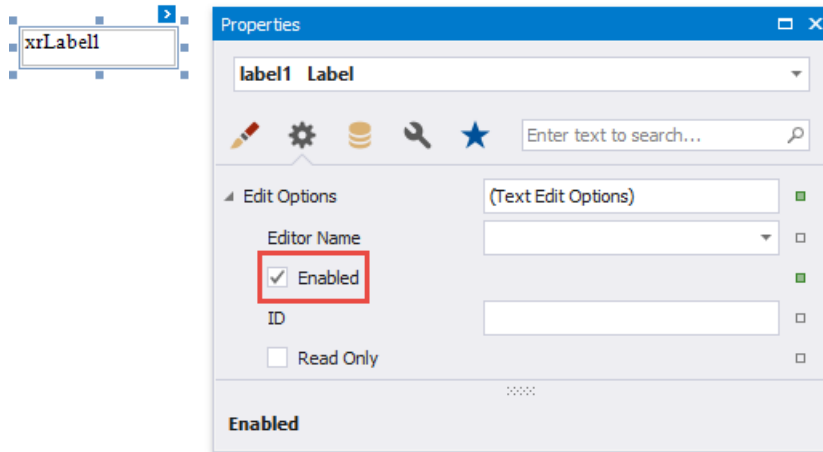 xrLabel1
Properties
label1 Label
Enter text to search...
Edit Options (Text Edit Options)
Editor Name
Enabled
ID
Read Only
Enabled